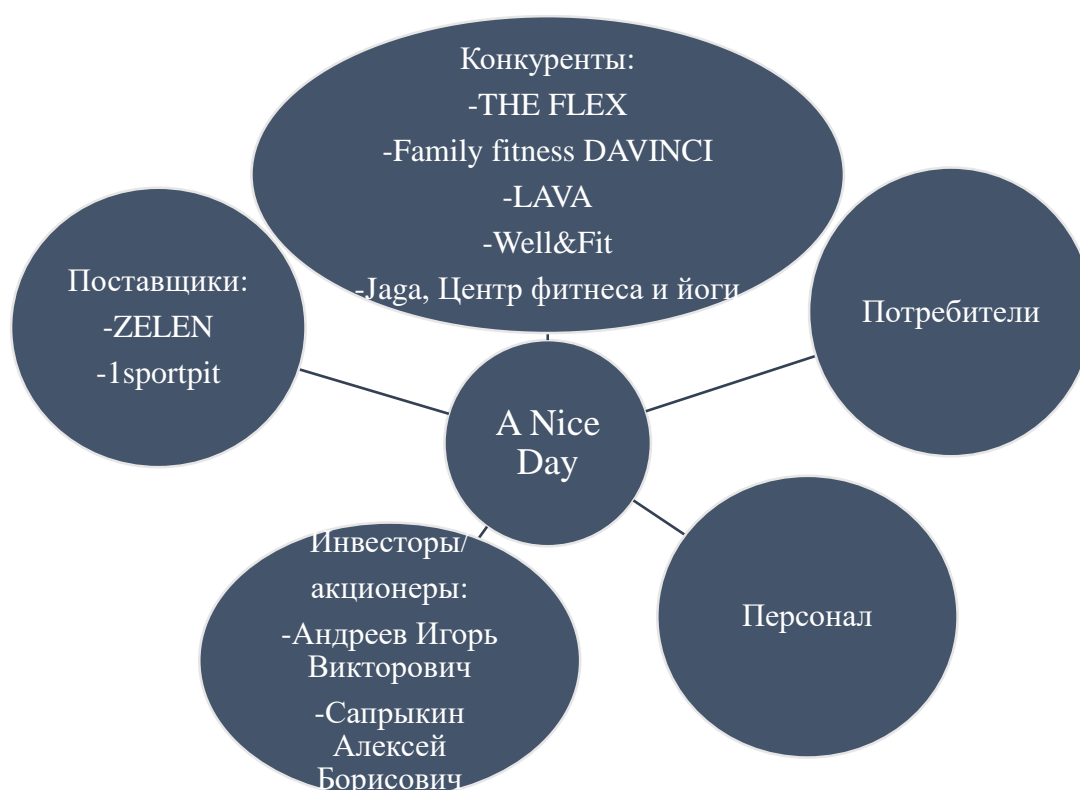 Конкуренты:
-THE FLEX
-Family fitness DAVINCI
-LAVA
-Well&Fit
-Jaga, Центр фитнеса и йоги
Поставщики:
-ZELEN
-1sportpit
Потребители
A Nice
Day
Инвесторы/
акционеры:
-Андреев Игорь
Викторович
-Сапрыкин
Алексей
Борисович
Персонал